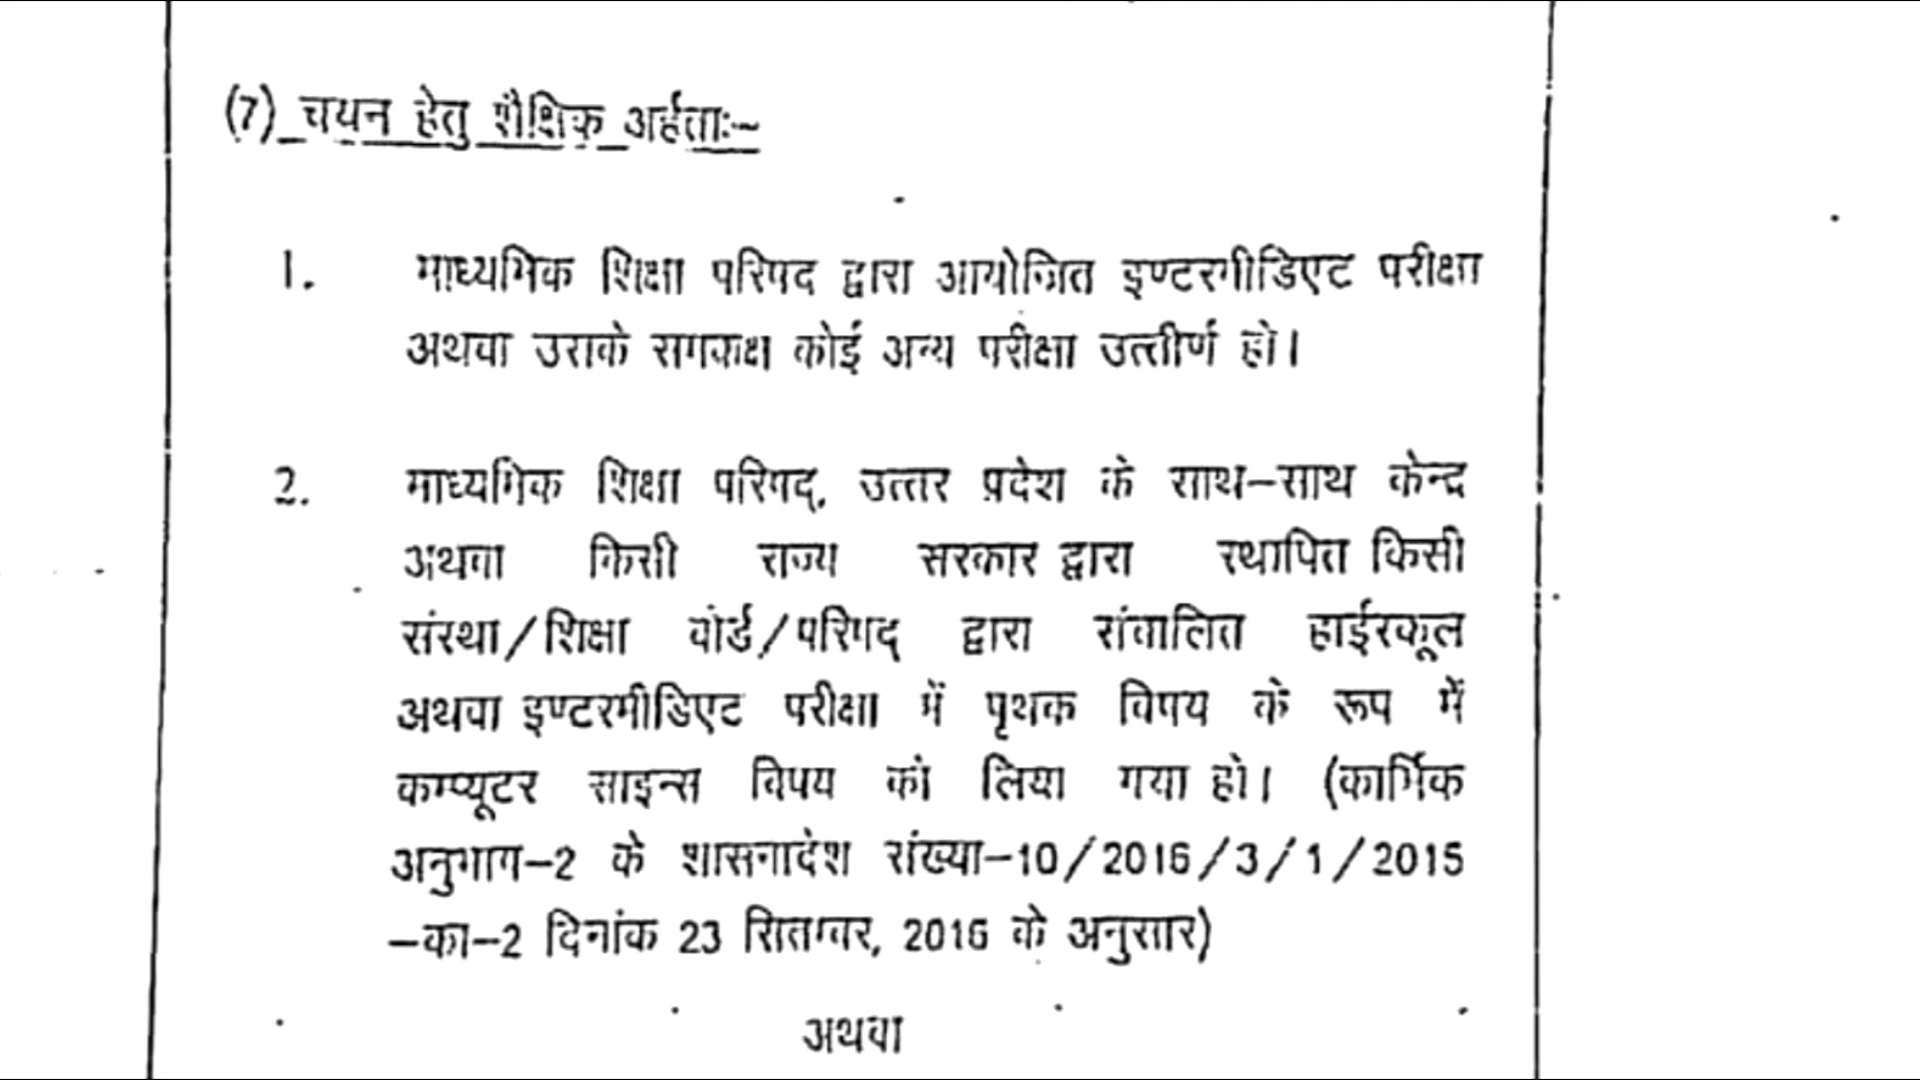 (7) चयन हेतु शैक्षिक अर्हताः-
1. माध्यमिक शिक्षा परिषद द्वारा आयोजित इण्टरमीडिएट परीक्षा
अथवा उसके समकक्ष कोई अन्य परीक्षा उत्तीर्ण हो।
2. माध्यमिक शिक्षा परिषद्, उत्तर प्रदेश के साथ-साथ केन्द्र
अथवा किसी राज्य सरकार द्वारा स्थापित किसी
संस्था/शिक्षा बोर्ड/परिषद् द्वारा संचालित हाईस्कूल
अथवा इण्टरमीडिएट परीक्षा में पृथक विषय के रूप में
कम्प्यूटर साइन्स विषय को लिया गया हो। (कार्मिक
अनुभाग-2 के शासनादेश संख्या-10/2016/3/1/2015
-का-2 दिनांक 23 सितम्बर, 2016 के अनुसार)
अथवा